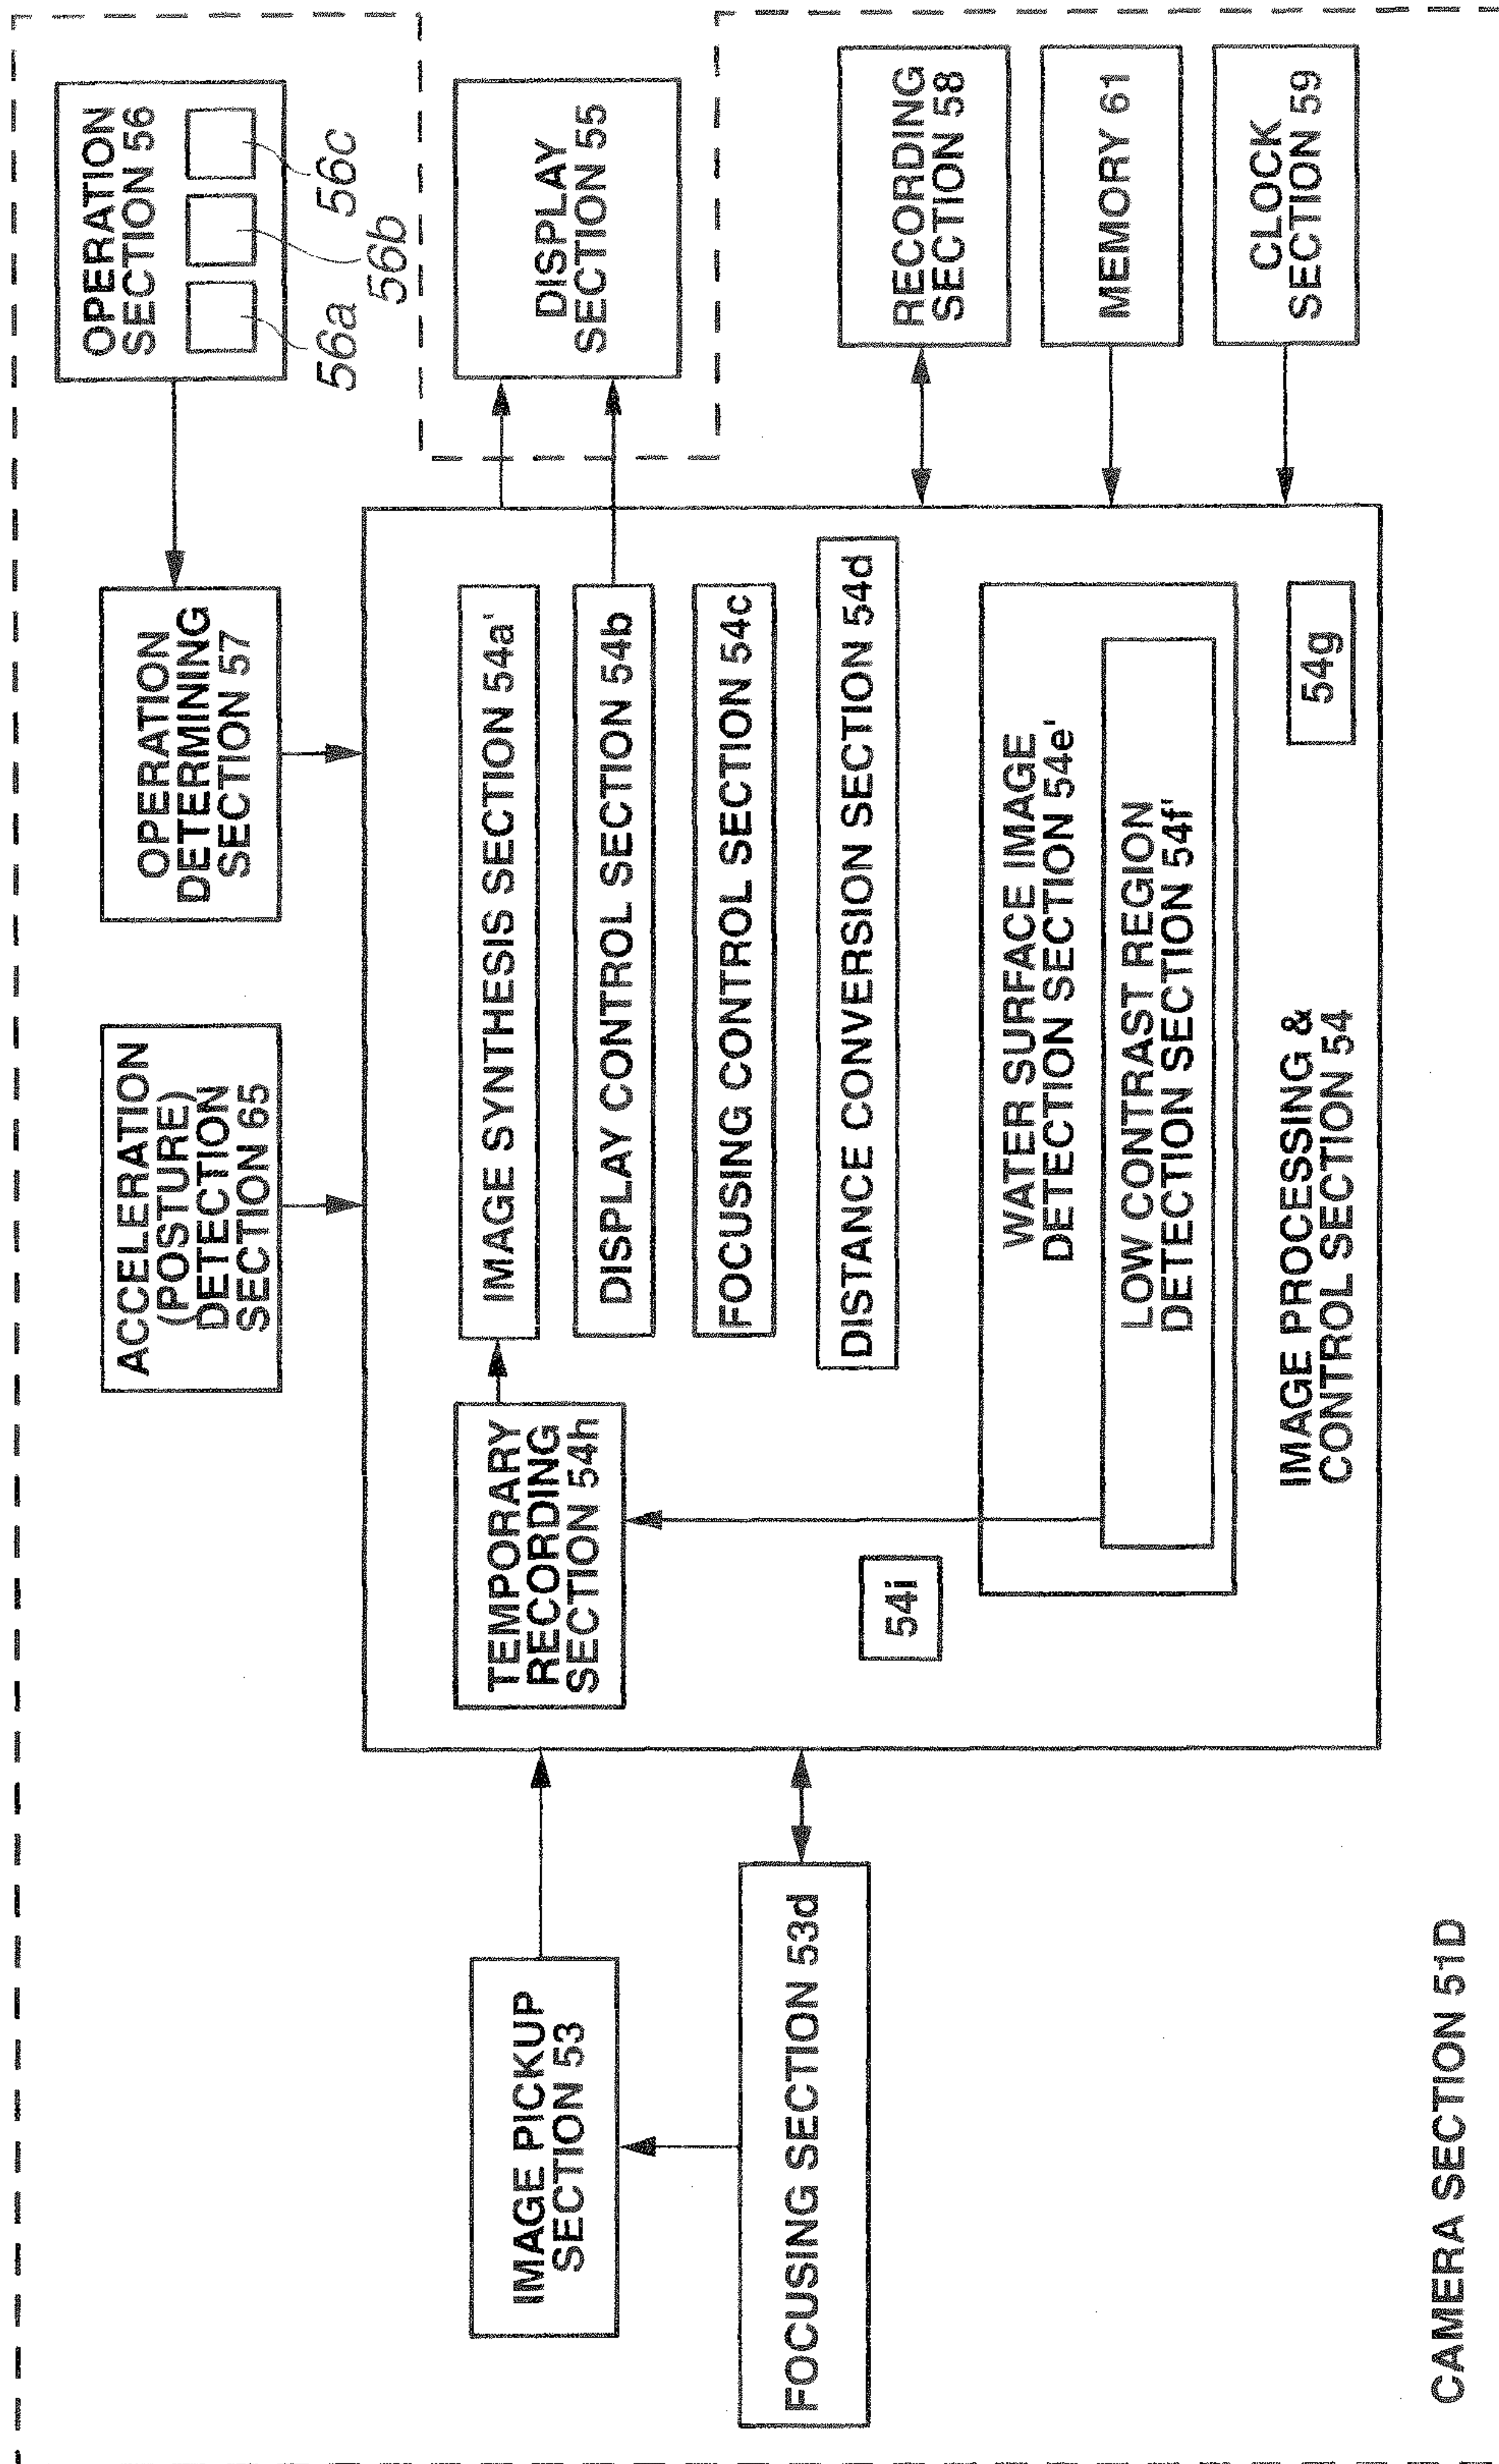 OPERATION
SECTION 56
56a
56b
56c
DISPLAY
SECTION 55
RECORDING
SECTION 58
MEMORY 61
CLOCK
SECTION 59
OPERATION
DETERMINING
SECTION 57
ACCELERATION
(POSTURE)
DETECTION
SECTION 65
IMAGE SYNTHESIS SECTION 54a'
DISPLAY CONTROL SECTION 54b
FOCUSING CONTROL SECTION 54c
DISTANCE CONVERSION SECTION 54d
WATER SURFACE IMAGE
DETECTION SECTION 54e'
LOW CONTRAST REGION
DETECTION SECTION 54f'
54g
TEMPORARY
RECORDING
SECTION 54h
54i
IMAGE PROCESSING &
CONTROL SECTION 54
IMAGE PICKUP
SECTION 53
FOCUSING SECTION 53d
CAMERA SECTION 51D